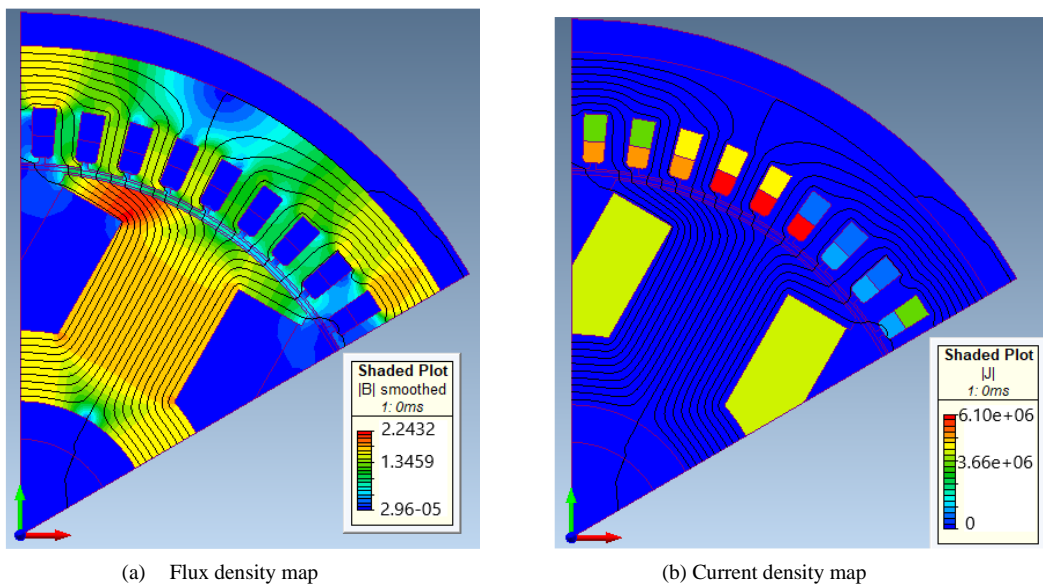 Shaded Plot
|B| smoothed
1: 0ms
2.2432
1.3459
2.96e-05
Shaded Plot
|J|
1: 0ms
6.10e+06
3.66e+06
0
(a) Flux density map
(b) Current density map